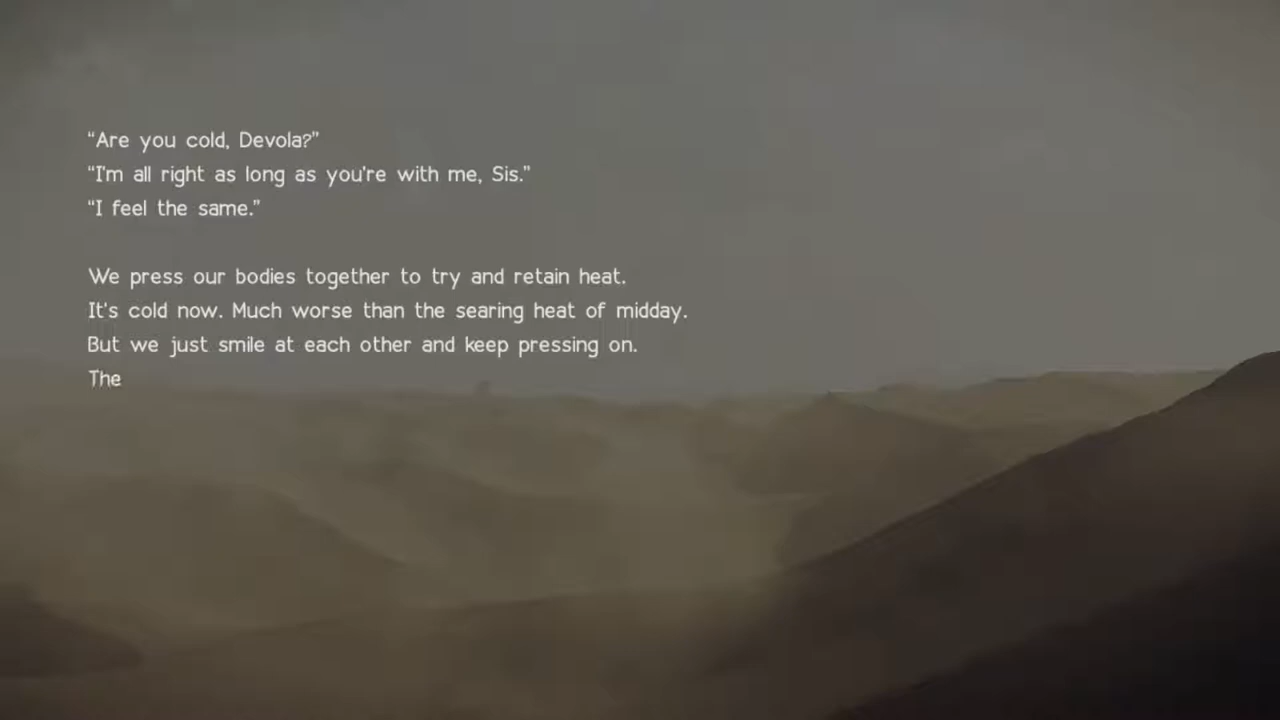 “Are you cold, Devola?”
“I'm all right as long as you're with me, Sis.”
“I feel the same.”
We press our bodies together to try and retain heat.
It's cold now. Much worse than the searing heat of midday.
But we just smile at each other and keep pressing on.
The